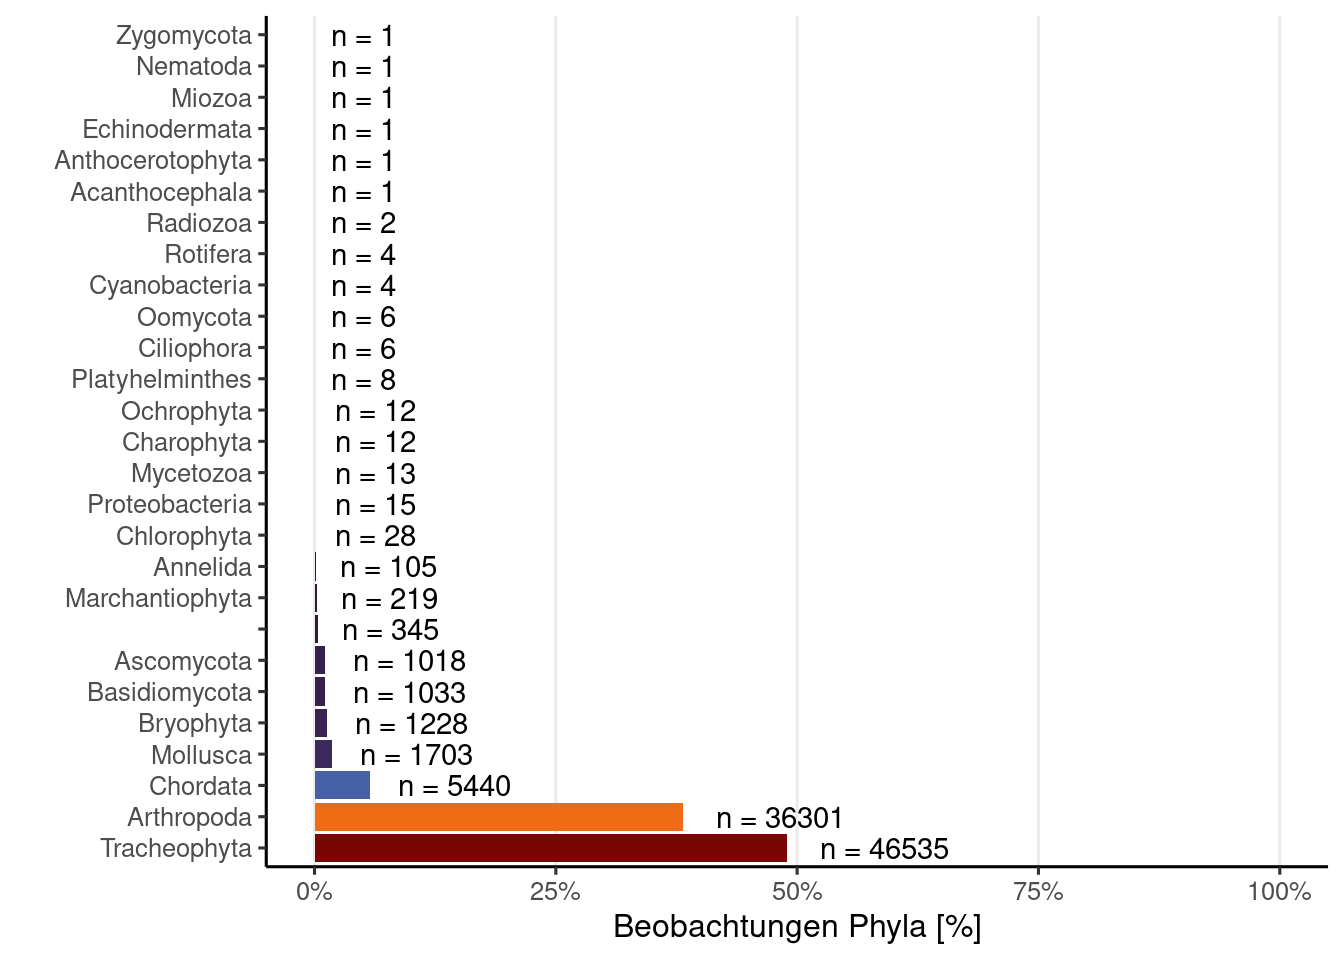 Zygomycota n = 1
Nematoda n = 1
Miozoa n = 1
Echinodermata n = 1
Anthocerotophyta n = 1
Acanthocephala n = 1
Radiozoa n = 2
Rotifera n = 4
Cyanobacteria n = 4
Oomycota n = 6
Ciliophora n = 6
Platyhelminthes n = 8
Ochrophyta n = 12
Charophyta n = 12
Mycetozoa n = 13
Proteobacteria n = 15
Chlorophyta n = 28
Annelida n = 105
Marchantiophyta n = 219
n = 345
Ascomycota n = 1018
Basidiomycota n = 1033
Bryophyta n = 1228
Mollusca n = 1703
Chordata n = 5440
Arthropoda n = 36301
Tracheophyta n = 46535
0% 25% 50% 75% 100%
Beobachtungen Phyla [%]